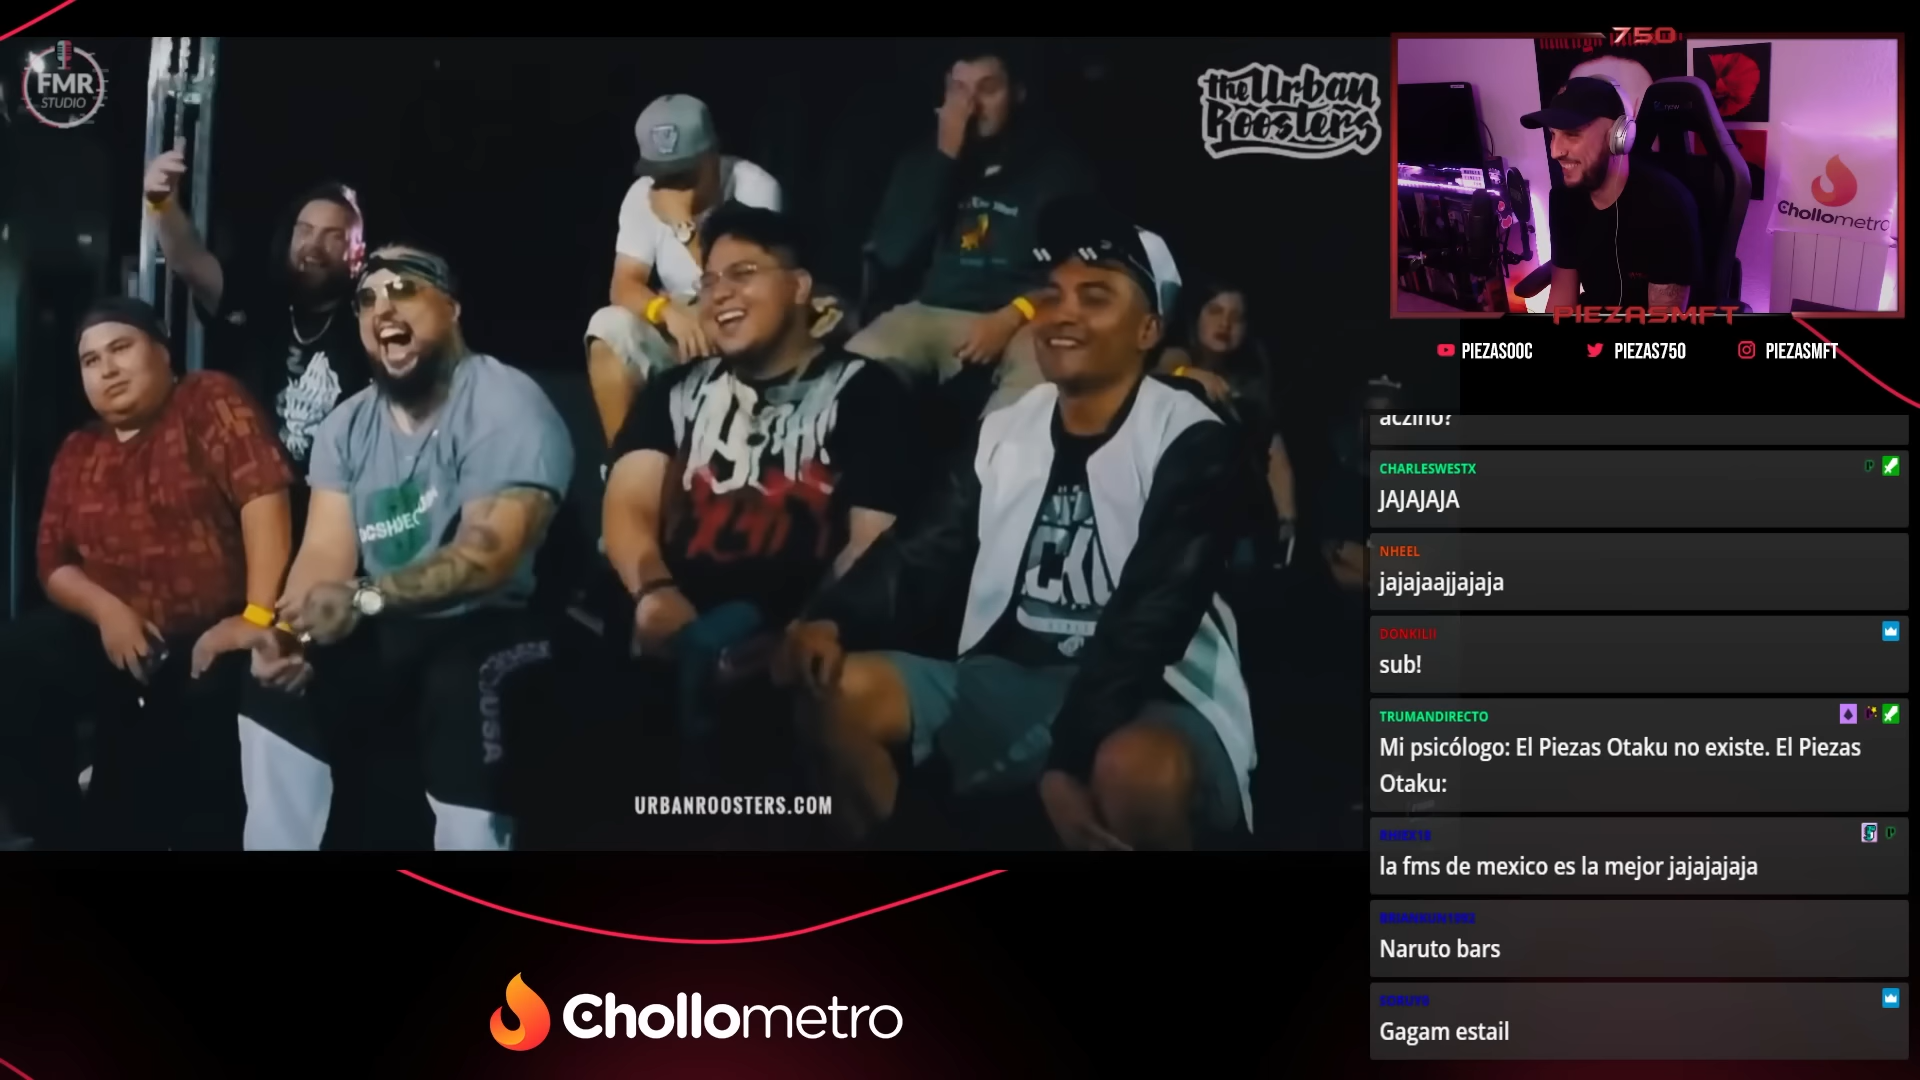 FMR
STUDIO
the Urban
Roosters
750
Chollometro
PIEZASMFT
PIEZASOOC
PIEZAS750
PIEZASMFT
aczino?
CHARLESWESTX
JAJAJAJA
NHEEL
jajajaajjajaja
DONKILII
sub!
TRUMANDIRECTO
Mi psicólogo: El Piezas Otaku no existe. El Piezas
Otaku:
la fms de mexico es la mejor jajajajaja
Naruto bars
Gagam estail
URBANROOSTERS.COM
Chollometro